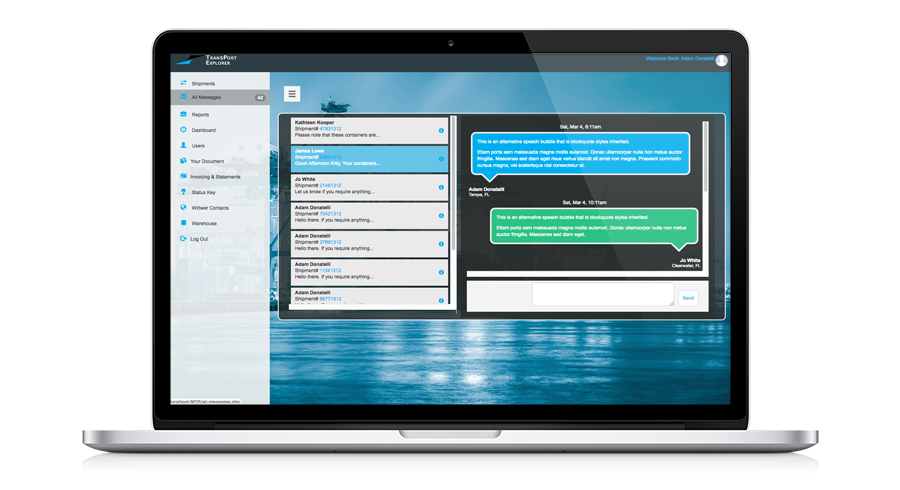 TRANSPORT
EXPLORER
Welcome Back: Adam Donatelli
Shipments
All Messages 42
Reports
Dashboard
Users
Your Document
Invoicing & Statements
Status Key
Wittwer Contacts
Warehouse
Log Out
Kathleen Kooper
Shipment# 47931312
Please note that these containers are...
James Lowe
Shipment#
Good Afternoon Kitty, Your containers...
Jo White
Shipment# 21481312
Let us know if you require anything...
Adam Donatelli
Shipment# 75421312
Hello there. If you require anything...
Adam Donatelli
Shipment# 37891312
Hello there. If you require anything...
Adam Donatelli
Shipment# 11341312
Hello there. If you require anything...
Adam Donatelli
Shipment# 89771312
Hello there. If you require anything...
Sat, Mar 4, 8:11am
This is an alternative speech bubble that is blockquote styles inherited.
Etiam porta sem malesuada magna mollis euismod. Donec ullamcorper nulla non metus auctor
fringilla. Maecenas sed diam eget risus varius blandit sit amet non magna. Praesent commodo
cursus magna, vel scelerisque nisl consectetur et.
Adam Donatelli
Tampa, FL
Sat, Mar 4, 10:11am
This is an alternative speech bubble that is blockquote styles inherited.
Etiam porta sem malesuada magna mollis euismod. Donec ullamcorper nulla non metus
auctor fringilla. Maecenas sed diam eget.
Jo White
Clearwater, FL
Send